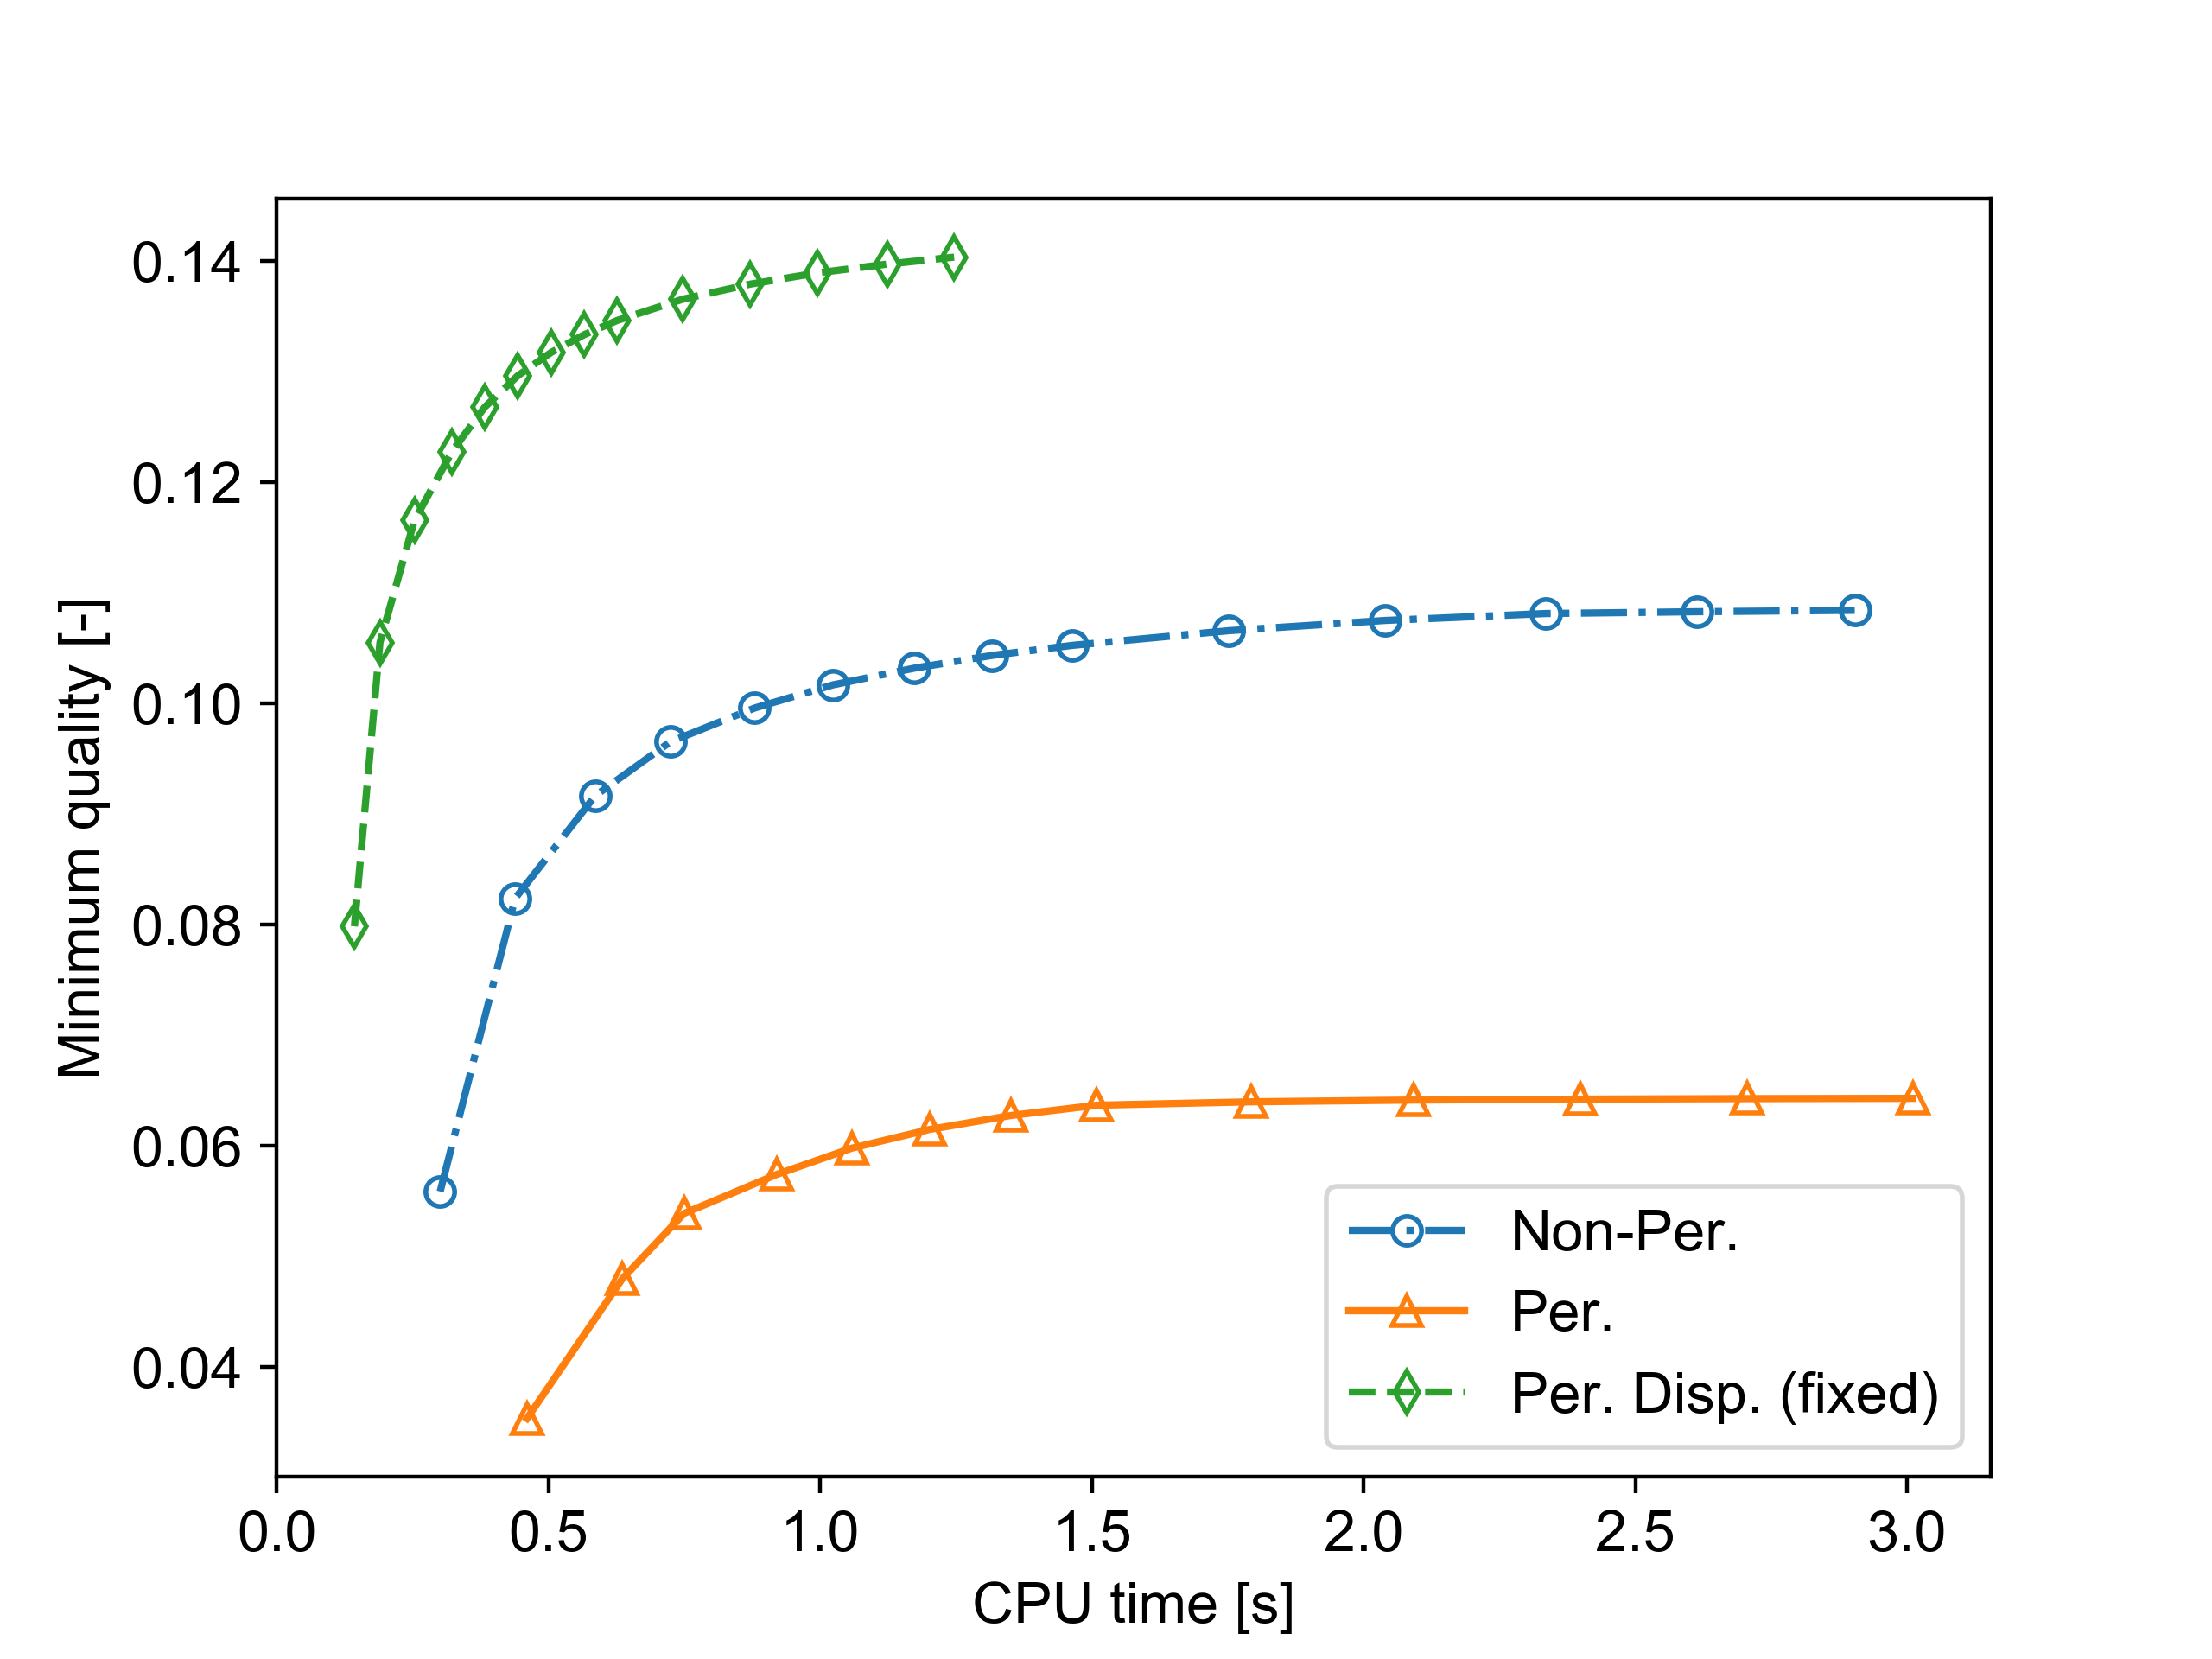 0.14
0.12
0.10
0.08
0.06
0.04
Minimum quality [-]
0.0 0.5 1.0 1.5 2.0 2.5 3.0
CPU time [s]
Non-Per.
Per.
Per. Disp. (fixed)